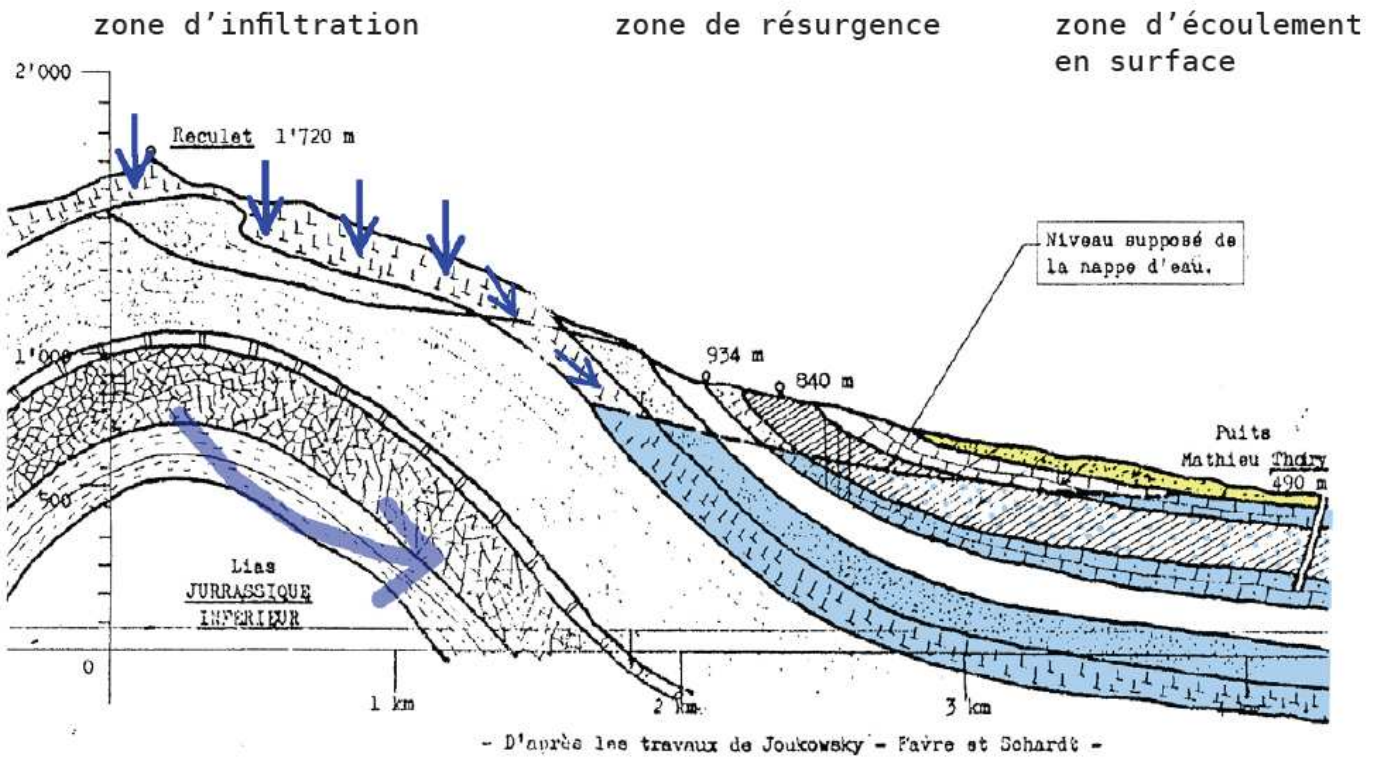 zone d'infiltration
zone de résurgence
zone d'écoulement
en surface
2'000
Reculet 1'720 m
Niveau supposé de
la nappe d'eau.
1'000
934 m
840 m
Puits
Mathieu Thoiry
490 m
500
Lias
JURRASSIQUE
INFERIEUR
0
1 km
2 km
3 km
- D'après les travaux de Joukowsky - Favre et Schardt -